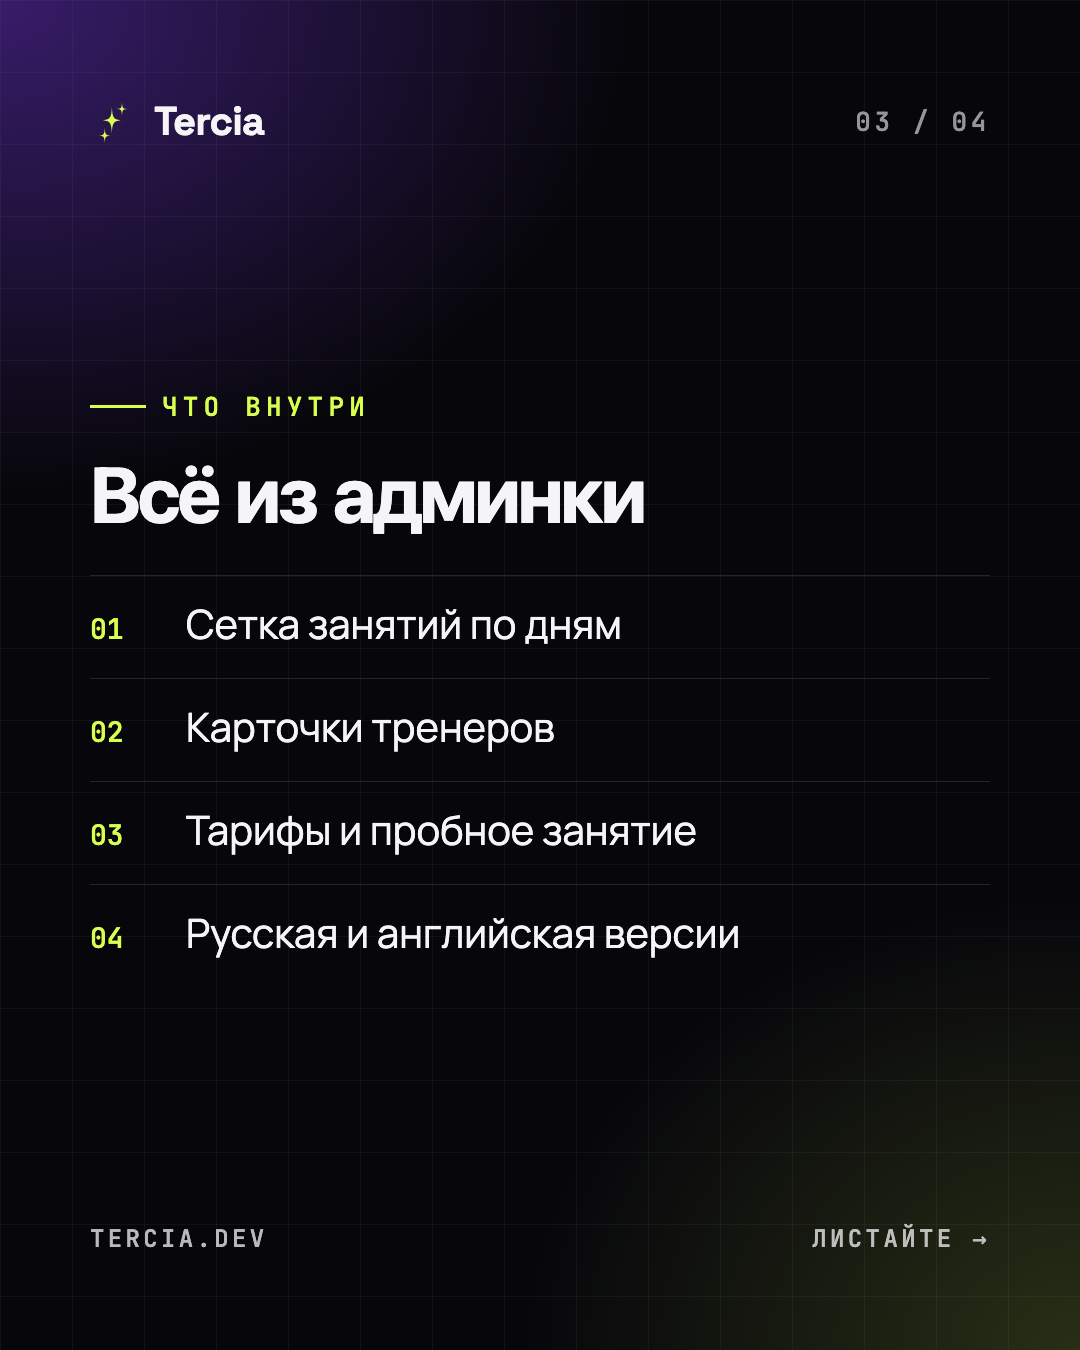 Tercia
03 / 04
ЧТО ВНУТРИ
Всё из админки
01 Сетка занятий по дням
02 Карточки тренеров
03 Тарифы и пробное занятие
04 Русская и английская версии
TERCIA.DEV
ЛИСТАЙТЕ →